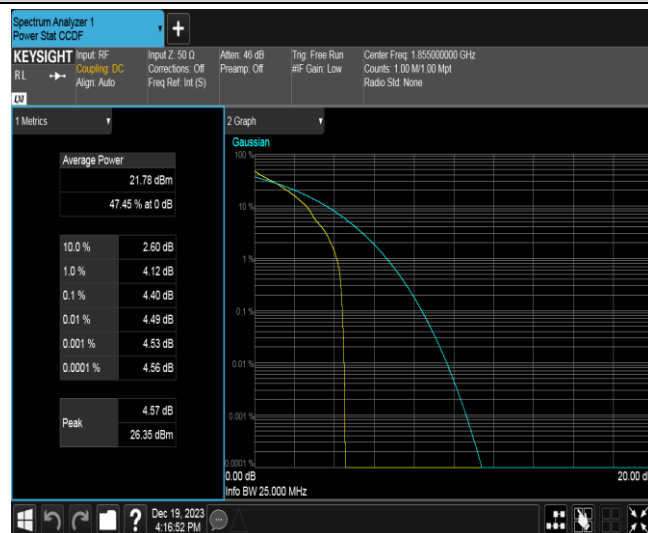 Spectrum Analyzer 1
Power Stat CCDF
+
KEYSIGHT Input: RF Input Z: 50 Ω Atten: 46 dB Trig: Free Run Center Freq: 1.855000000 GHz
RL Coupling: DC Corrections: Off Preamp: Off #IF Gain: Low Counts: 1.00 M/1.00 Mpt
Align: Auto Freq Ref: Int (S) Radio Std: None
LXI
1 Metrics
Average Power
21.78 dBm
47.45 % at 0 dB
10.0 % 2.60 dB
1.0 % 4.12 dB
0.1 % 4.40 dB
0.01 % 4.49 dB
0.001 % 4.53 dB
0.0001 % 4.56 dB
Peak 4.57 dB
26.35 dBm
2 Graph
Gaussian
100 %
10 %
1 %
0.1 %
0.01 %
0.001 %
0.0001 %
0.00 dB 20.00 d
Info BW 25.000 MHz
? Dec 19, 2023
4:16:52 PM